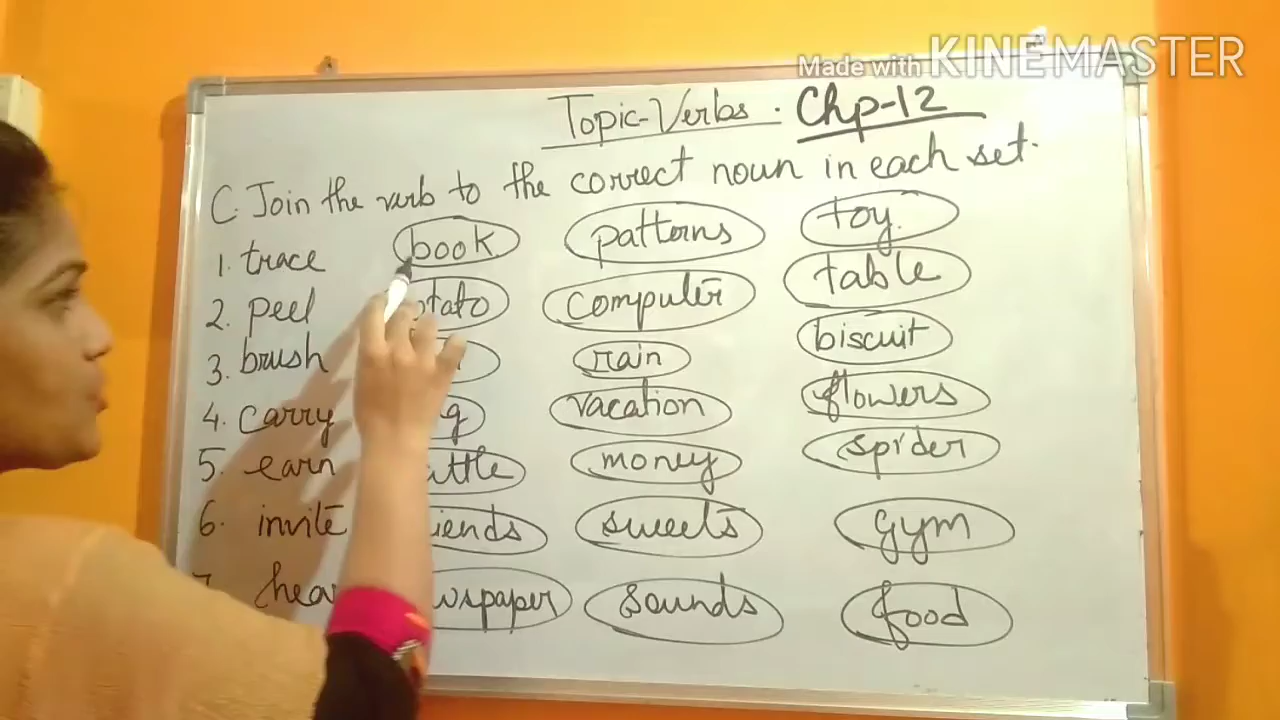 Made with KINEMASTER
Topic-Verbs. Chp-12
C. Join the verb to the correct noun in each set.
1. trace book patterns toy.
2. peel computer table
3. brush rain biscuit
4. carry vacation flowers
5. earn money spider
6. invite sweets gym
sounds food